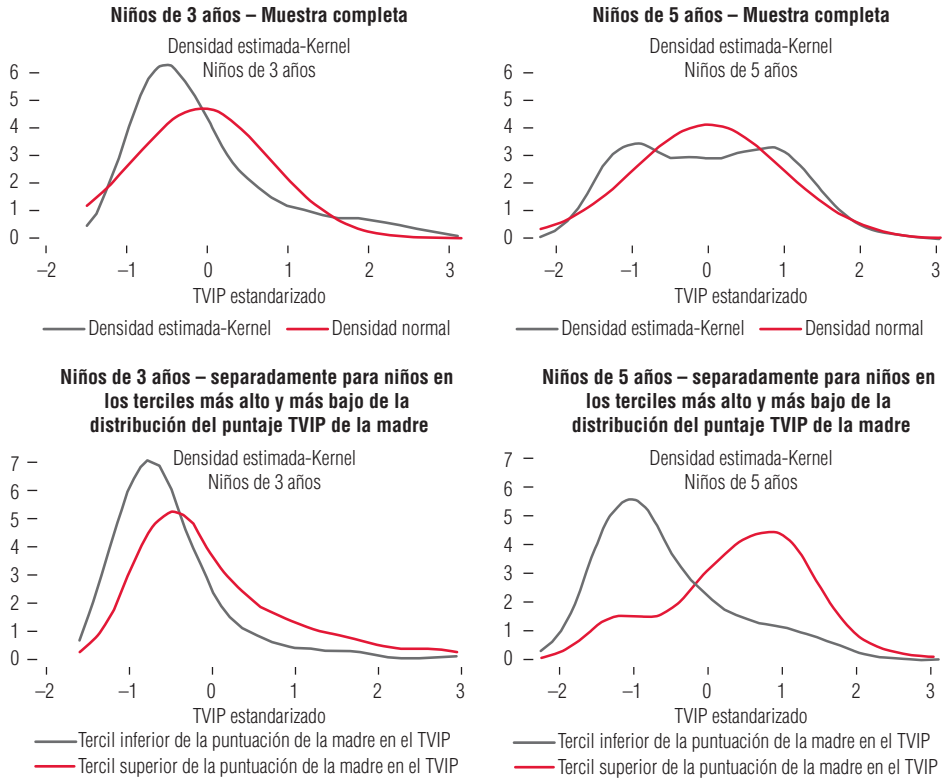 Niños de 3 años – Muestra completa
Densidad estimada-Kernel
Niños de 3 años
6
5
4
3
2
1
0
–2 –1 0 1 2 3
TVIP estandarizado
Densidad estimada-Kernel Densidad normal
Niños de 5 años – Muestra completa
Densidad estimada-Kernel
Niños de 5 años
6
5
4
3
2
1
0
–2 –1 0 1 2 3
TVIP estandarizado
Densidad estimada-Kernel Densidad normal
Niños de 3 años – separadamente para niños en
los terciles más alto y más bajo de la
distribución del puntaje TVIP de la madre
Densidad estimada-Kernel
Niños de 3 años
7
6
5
4
3
2
1
0
–2 –1 0 1 2 3
TVIP estandarizado
Tercil inferior de la puntuación de la madre en el TVIP
Tercil superior de la puntuación de la madre en el TVIP
Niños de 5 años – separadamente para niños en
los terciles más alto y más bajo de la
distribución del puntaje TVIP de la madre
Densidad estimada-Kernel
Niños de 5 años
7
6
5
4
3
2
1
0
–2 –1 0 1 2 3
TVIP estandarizado
Tercil inferior de la puntuación de la madre en el TVIP
Tercil superior de la puntuación de la madre en el TVIP